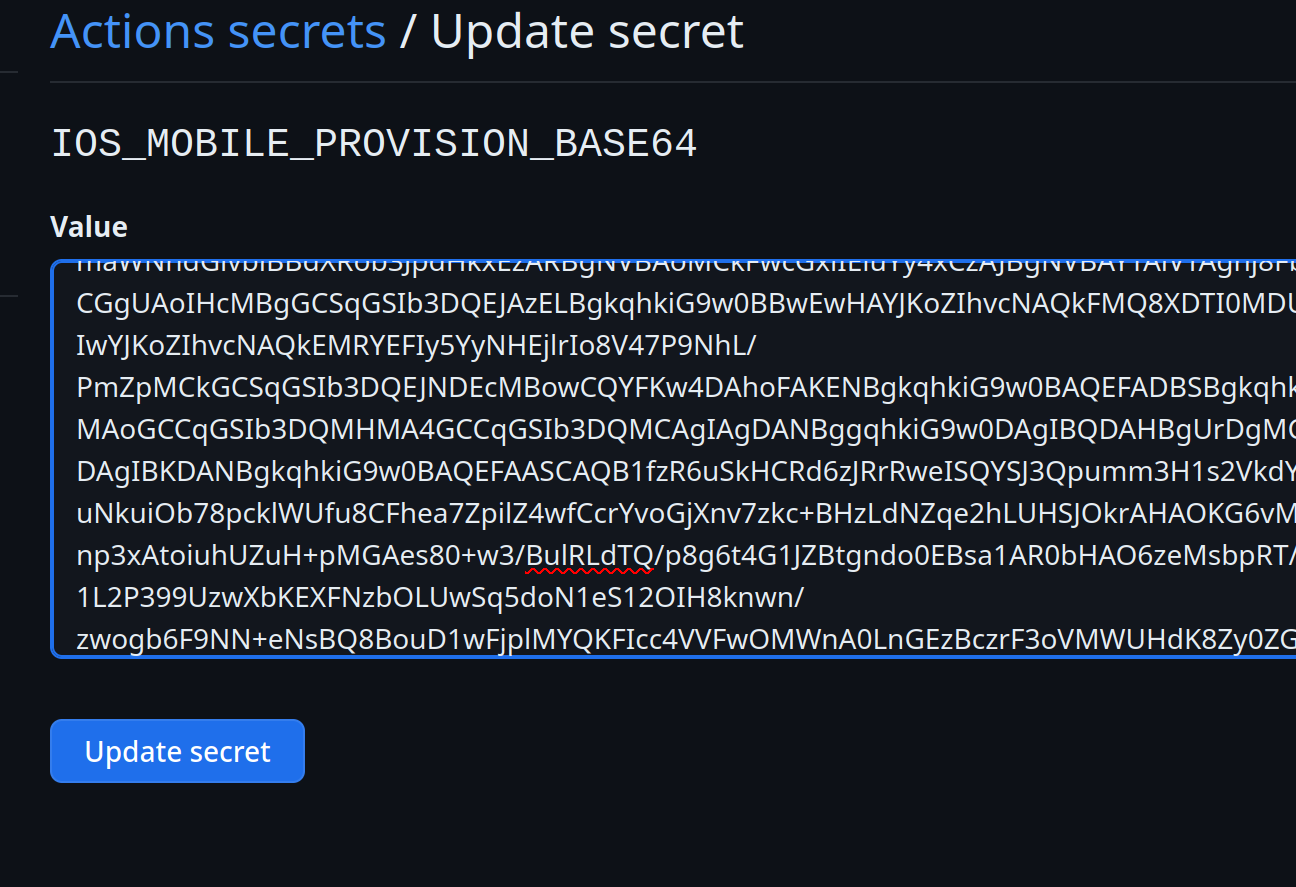 Actions secrets / Update secret
IOS_MOBILE_PROVISION_BASE64
Value
CGgUAoIHcMBgGCSqGSIb3DQEJAzELBgkqhkiG9w0BBwEwHAYJKoZIhvcNAQkFMQ8XDTI0MDU
IwYJKoZIhvcNAQkEMRYEFIy5YyNHEjlrIo8V47P9NhL/
PmZpMCkGCSqGSIb3DQEJNDEcMBowCQYFKw4DAhoFAKENBgkqhkiG9w0BAQEFADBSBgkqhk
MAoGCCqGSIb3DQMHMA4GCCqGSIb3DQMCAgIAgDANBggqhkiG9w0DAgIBQDAHBgUrDgMC
DAgIBKDANBgkqhkiG9w0BAQEFAASCAQB1fzR6uSkHCRd6zJRrRweISQYSJ3Qpumm3H1s2VkdY
uNkuiOb78pcklWUfu8CFhea7ZpilZ4wfCcrYvoGjXnv7zkc+BHzLdNZqe2hLUHSJOkrAHAOKG6vM
np3xAtoiuhUZuH+pMGAes80+w3/BulRLdTQ/p8g6t4G1JZBtgndo0EBsa1AR0bHAO6zeMsbpRT/
1L2P399UzwXbKEXFNzbOLUwSq5doN1eS12OIH8knwn/
zwogb6F9NN+eNsBQ8BouD1wFjplMYQKFIcc4VVFwOMWnA0LnGEzBczrF3oVMWUHdK8Zy0ZG
Update secret